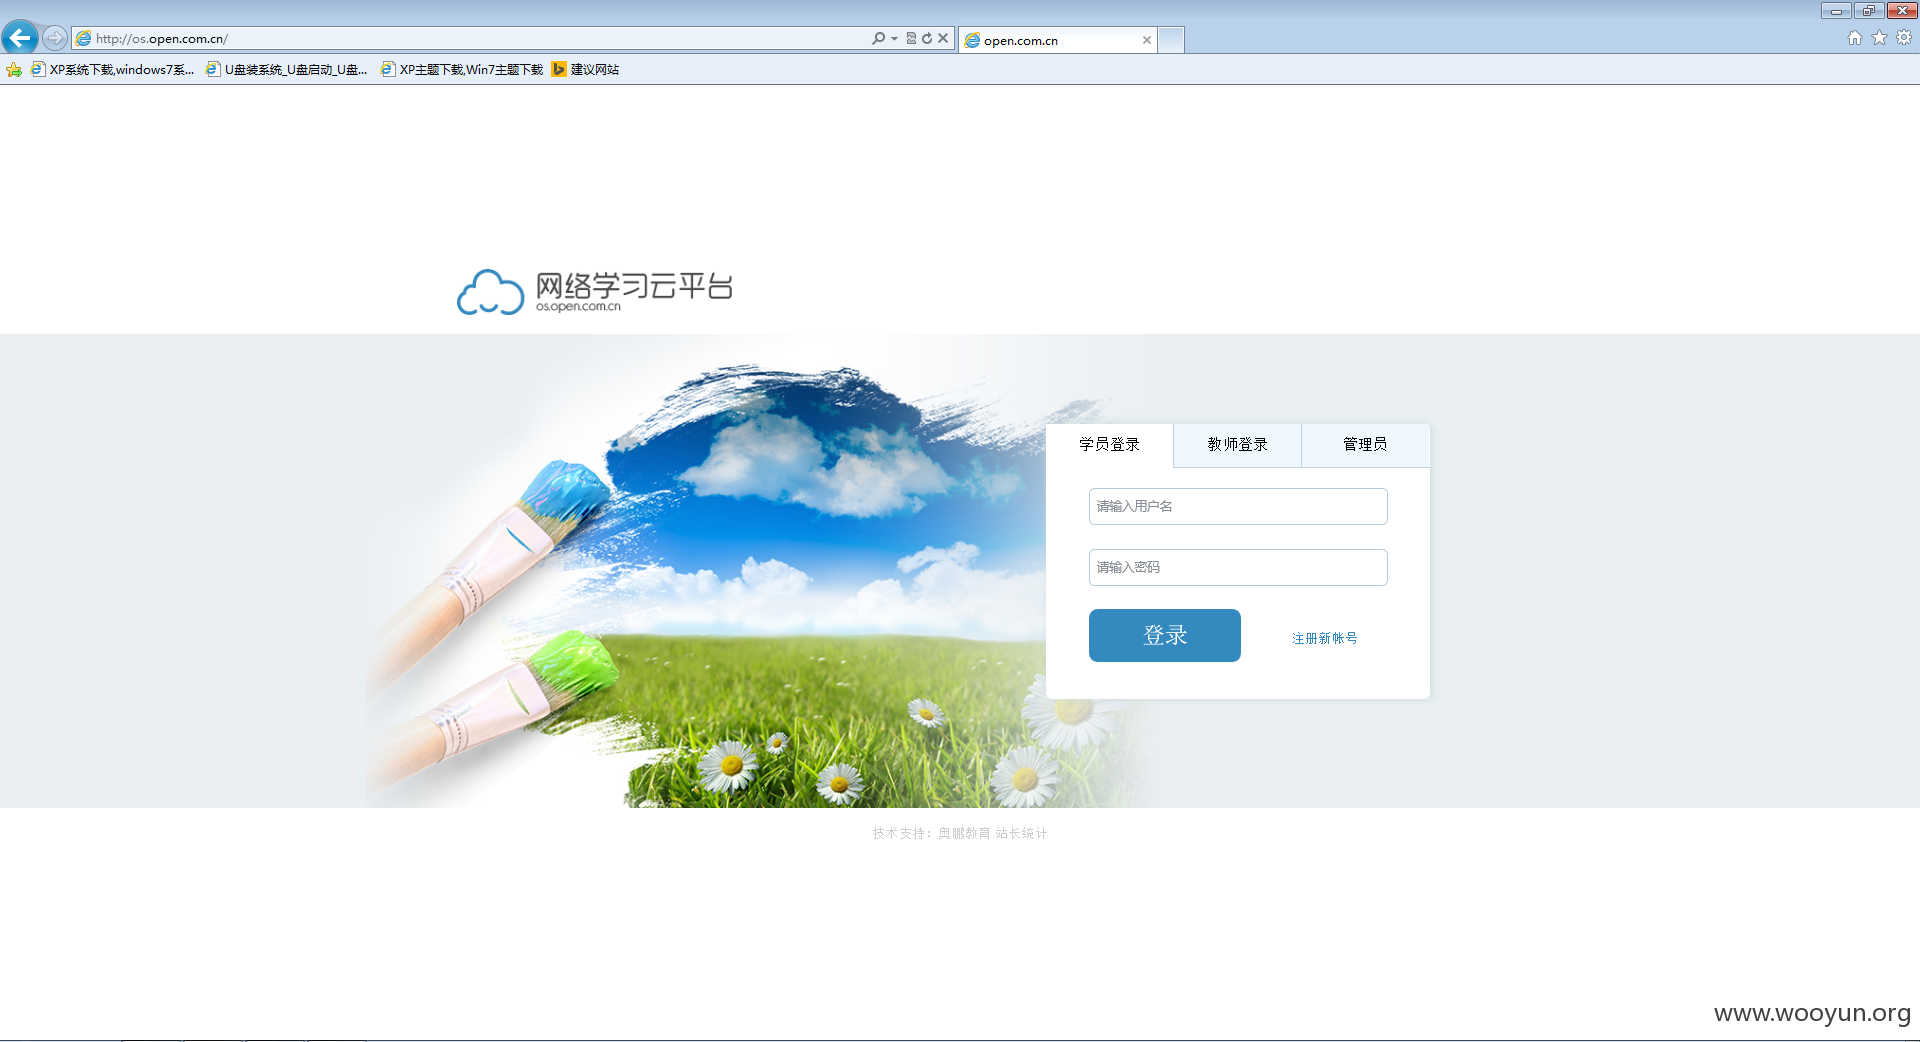 http://os.open.com.cn/
open.com.cn
XP系统下载,windows7系...
U盘装系统_U盘启动_U盘...
XP主题下载,Win7主题下载
建议网站
网络学习云平台
os.open.com.cn
学员登录
教师登录
管理员
请输入用户名
请输入密码
登录
注册新帐号
技术支持：奥鹏教育 站长统计
www.wooyun.org